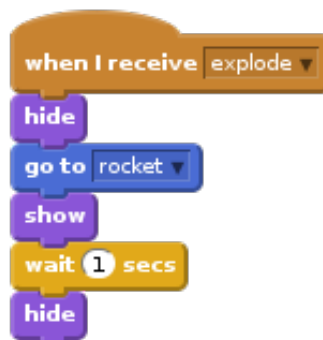 when I receive explode
hide
go to rocket
show
wait 1 secs
hide